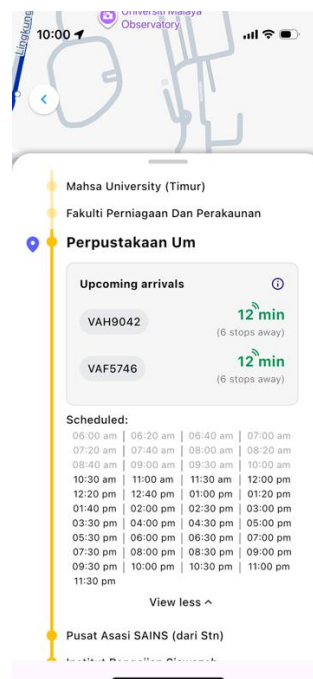 Universiti Malaya
Observatory
Lingkung
10:00
Mahsa University (Timur)
Fakulti Perniagaan Dan Perakaunan
Perpustakaan Um
Upcoming arrivals
VAH9042 12 min
(6 stops away)
VAF5746 12 min
(6 stops away)
Scheduled:
06:00 am | 06:20 am | 06:40 am | 07:00 am
07:20 am | 07:40 am | 08:00 am | 08:20 am
08:40 am | 09:00 am | 09:30 am | 10:00 am
10:30 am | 11:00 am | 11:30 am | 12:00 pm
12:20 pm | 12:40 pm | 01:00 pm | 01:20 pm
01:40 pm | 02:00 pm | 02:30 pm | 03:00 pm
03:30 pm | 04:00 pm | 04:30 pm | 05:00 pm
05:30 pm | 06:00 pm | 06:30 pm | 07:00 pm
07:30 pm | 08:00 pm | 08:30 pm | 09:00 pm
09:30 pm | 10:00 pm | 10:30 pm | 11:00 pm
11:30 pm
View less
Pusat Asasi SAINS (dari Stn)